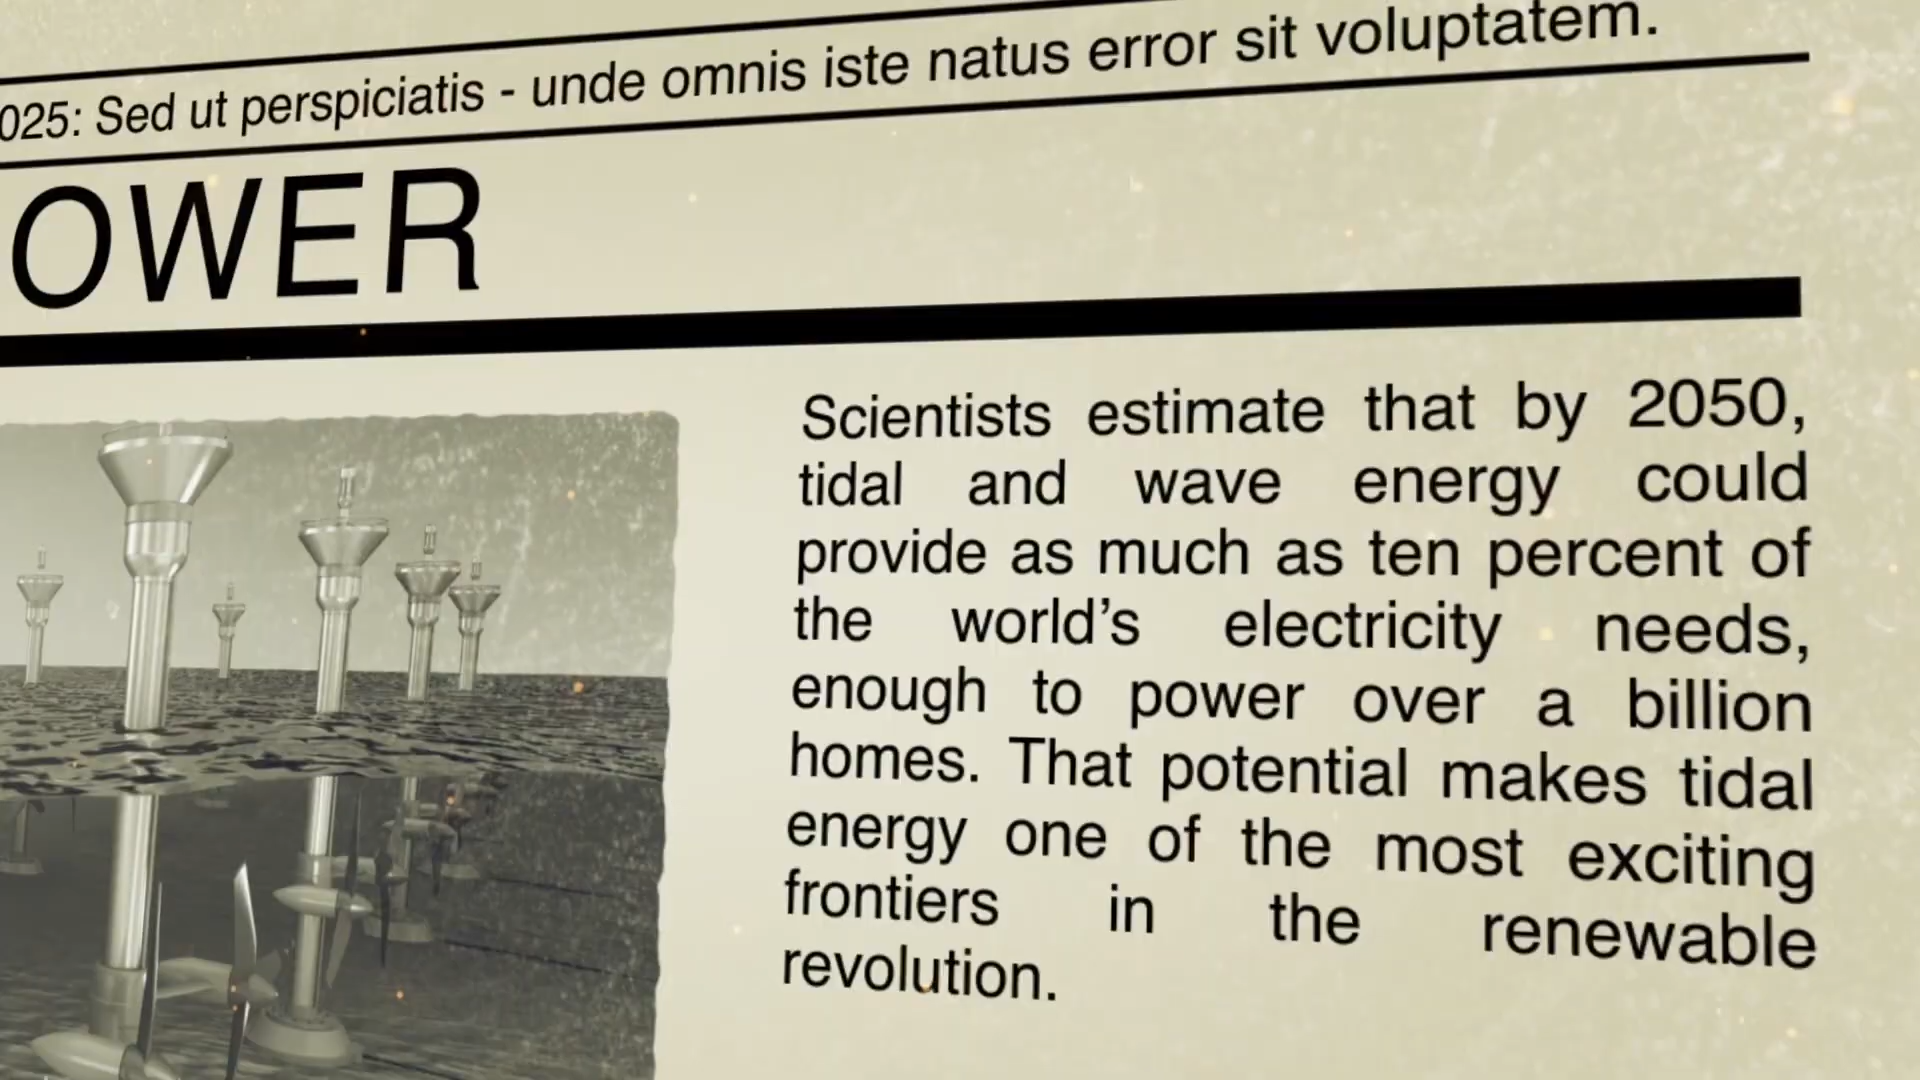 025: Sed ut perspiciatis - unde omnis iste natus error sit voluptatem.
OWER
Scientists estimate that by 2050,
tidal and wave energy could
provide as much as ten percent of
the world’s electricity needs,
enough to power over a billion
homes. That potential makes tidal
energy one of the most exciting
frontiers in the renewable
revolution.